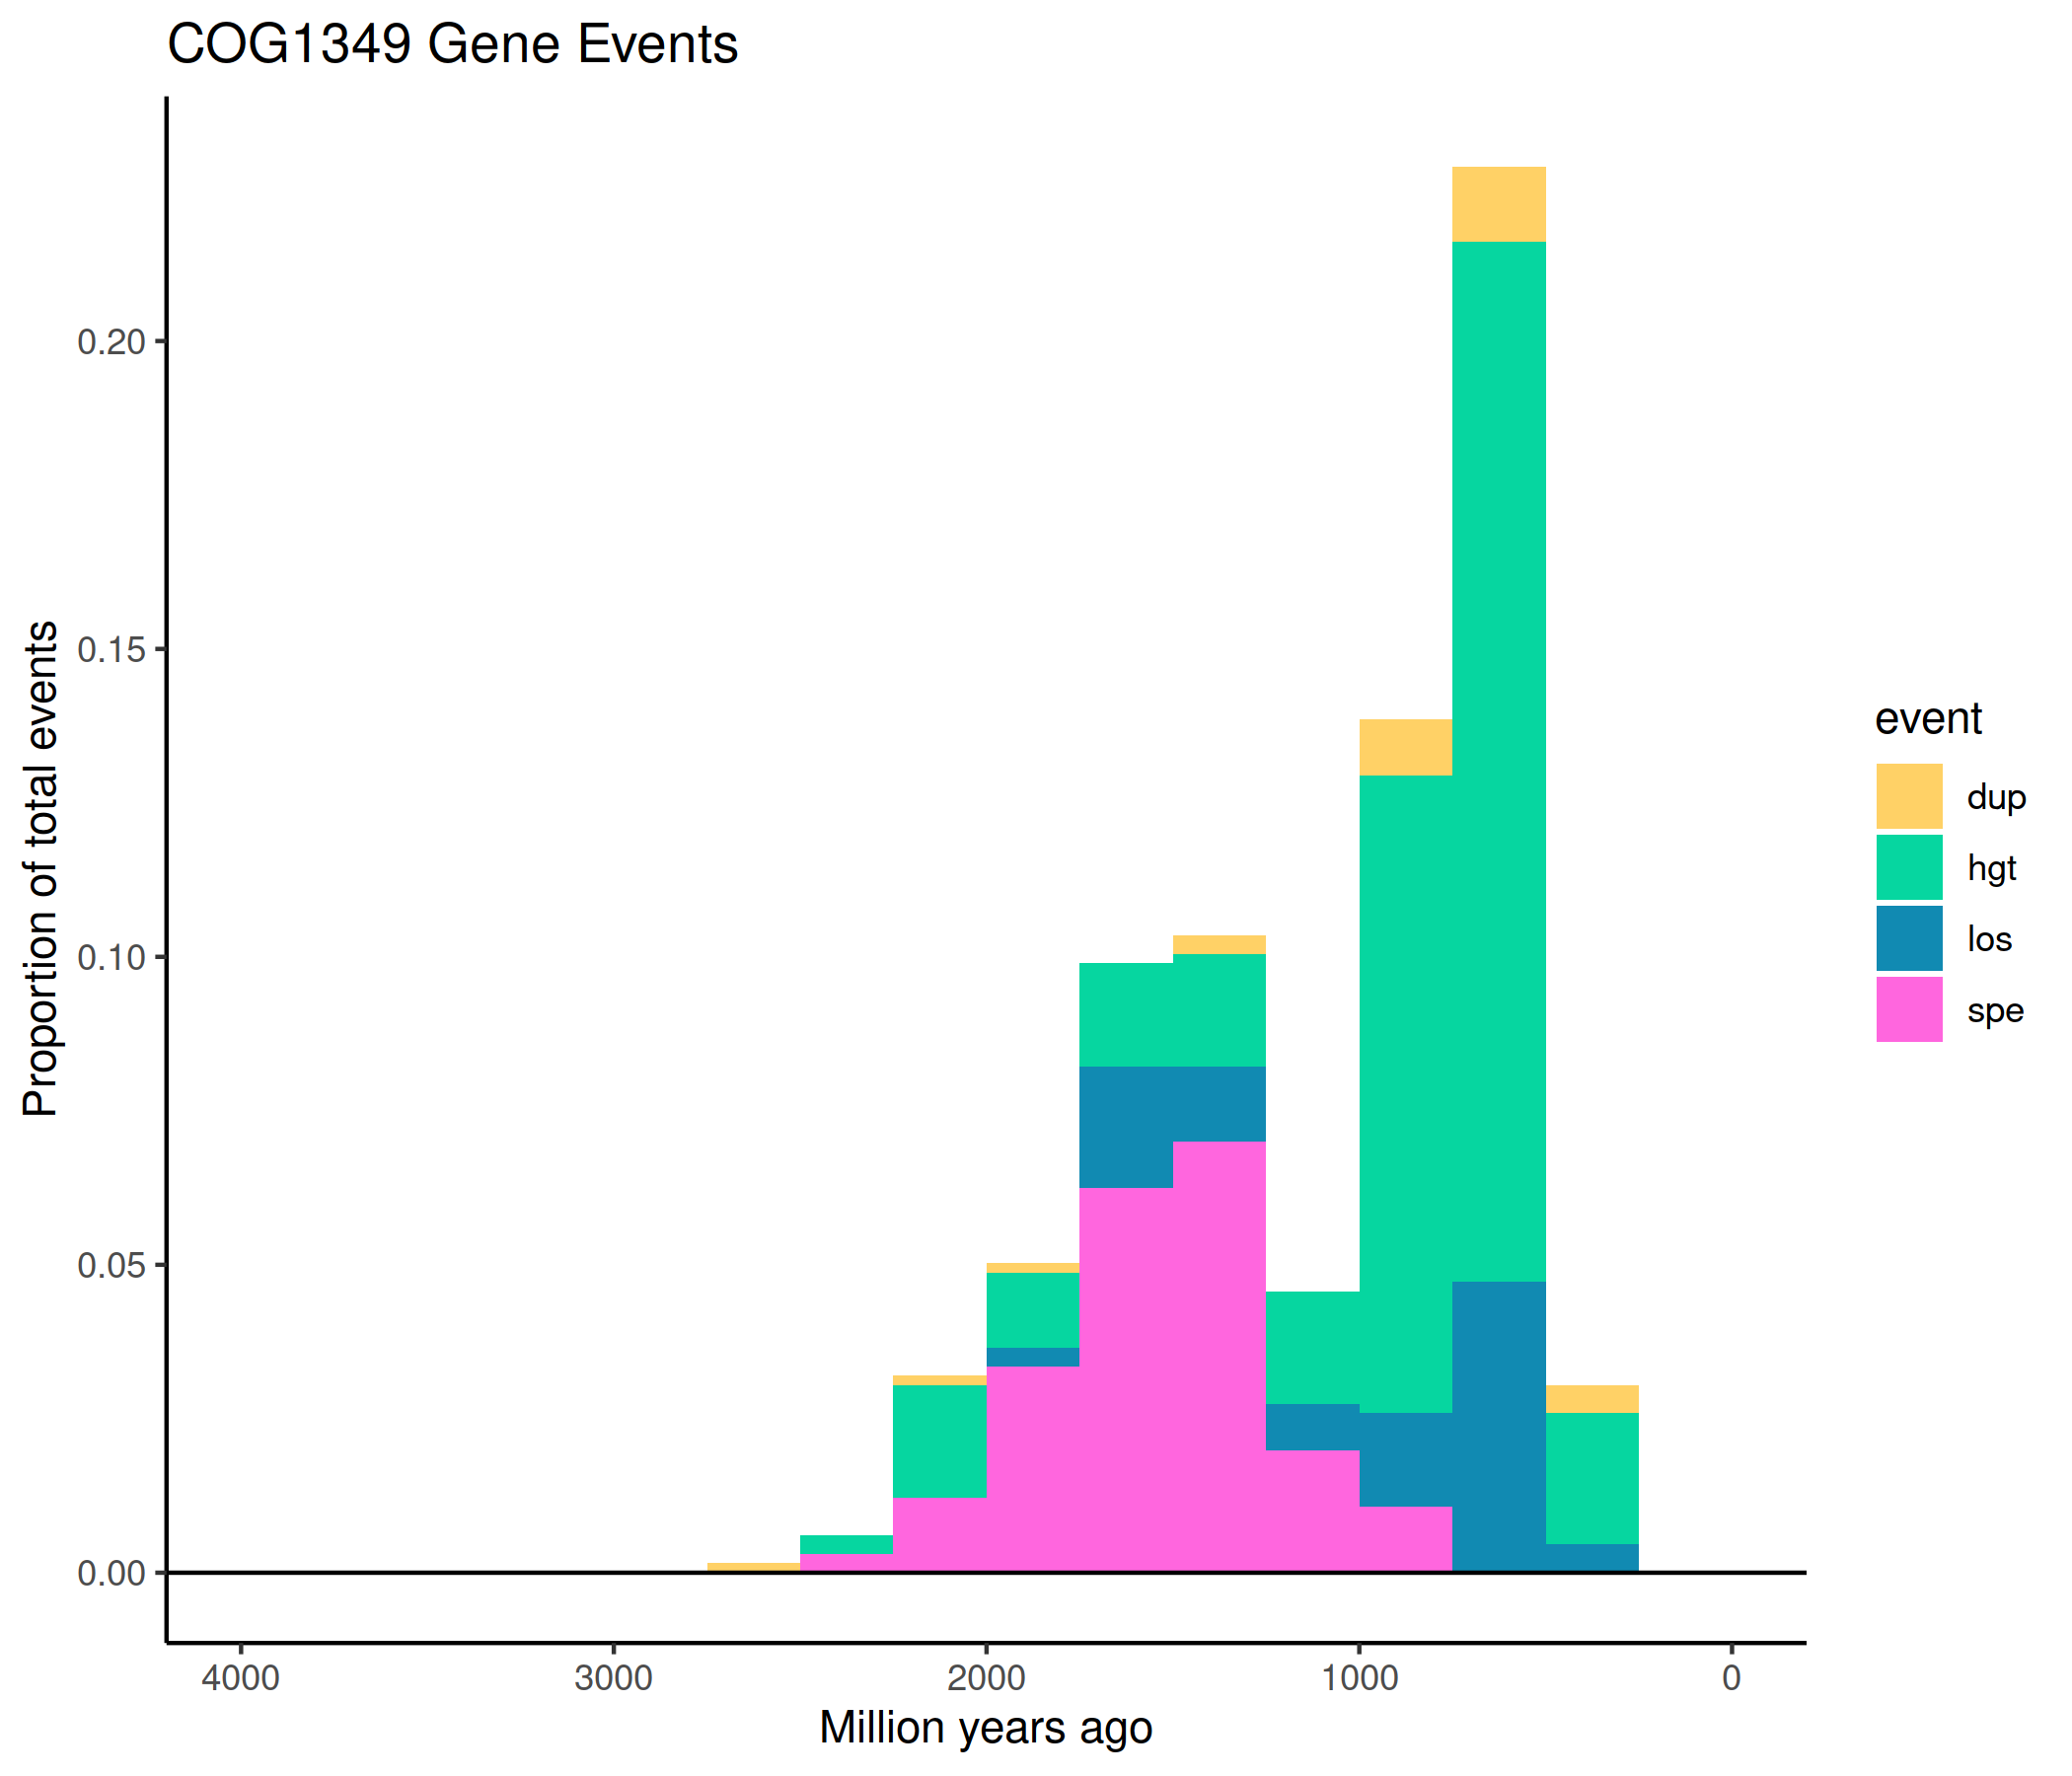 COG1349 Gene Events
Proportion of total events
0.20
0.15
0.10
0.05
0.00
4000 3000 2000 1000 0
Million years ago
event
dup
hgt
los
spe